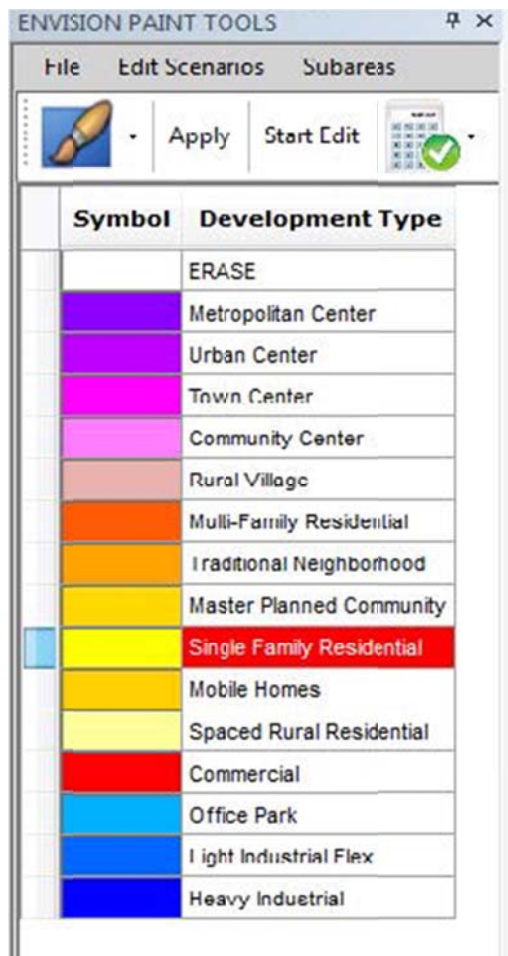 ENVISION PAINT TOOLS
File Edit Scenarios Subareas
Apply Start Edit
Symbol Development Type
ERASE
Metropolitan Center
Urban Center
Town Center
Community Center
Rural Village
Multi-Family Residential
Traditional Neighborhood
Master Planned Community
Single Family Residential
Mobile Homes
Spaced Rural Residential
Commercial
Office Park
Light Industrial Flex
Heavy Industrial